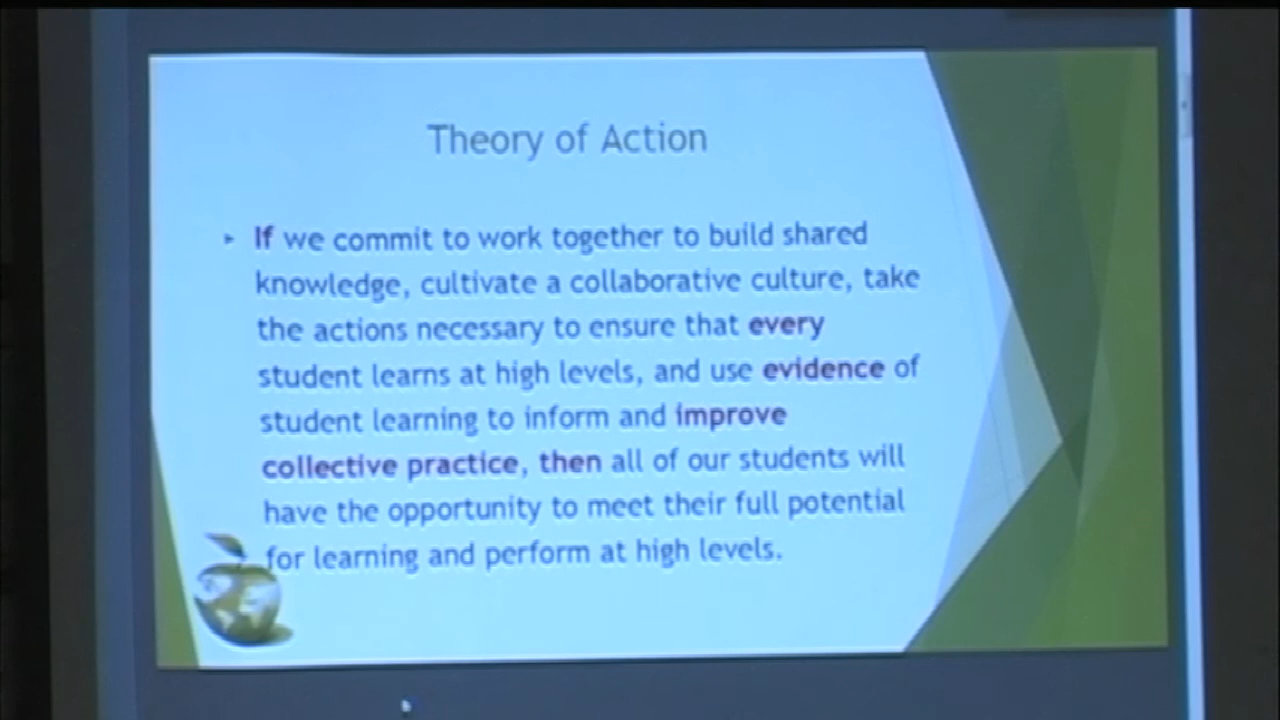 Theory of Action
If we commit to work together to build shared
knowledge, cultivate a collaborative culture, take
the actions necessary to ensure that every
student learns at high levels, and use evidence of
student learning to inform and improve
collective practice, then all of our students will
have the opportunity to meet their full potential
for learning and perform at high levels.